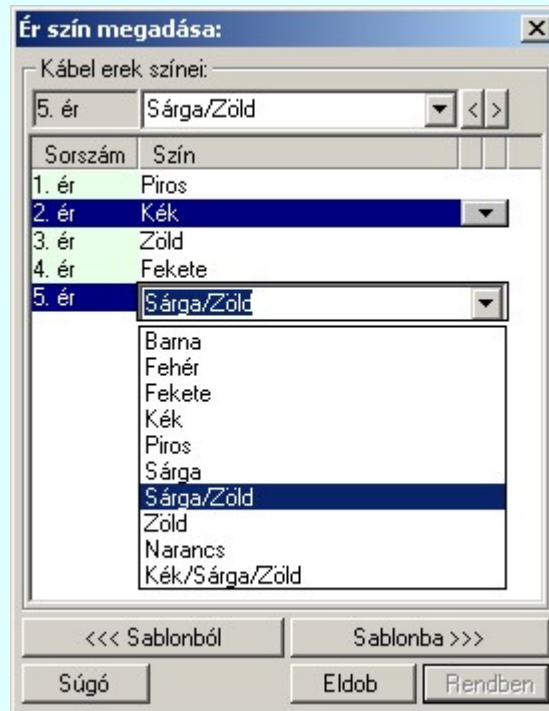 Ér szín megadása:
Kábel erek színei:
5. ér Sárga/Zöld < >
Sorszám Szín
1. ér Piros
2. ér Kék
3. ér Zöld
4. ér Fekete
5. ér Sárga/Zöld
Barna
Fehér
Fekete
Kék
Piros
Sárga
Sárga/Zöld
Zöld
Narancs
Kék/Sárga/Zöld
<<< Sablonból Sablonba >>>
Súgó Eldob Rendben